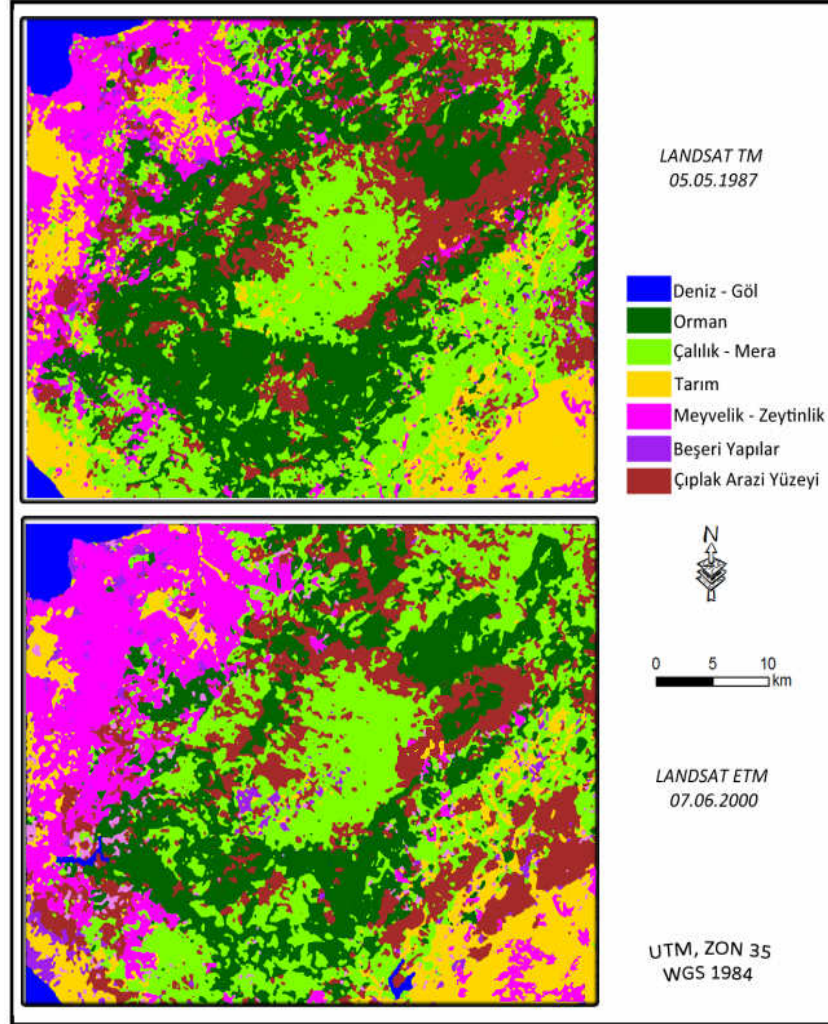 LANDSAT TM
05.05.1987
Deniz - Göl
Orman
Çalılık - Mera
Tarım
Meyvelik - Zeytinlik
Beşeri Yapılar
Çıplak Arazi Yüzeyi
N
0 5 10
km
LANDSAT ETM
07.06.2000
UTM, ZON 35
WGS 1984